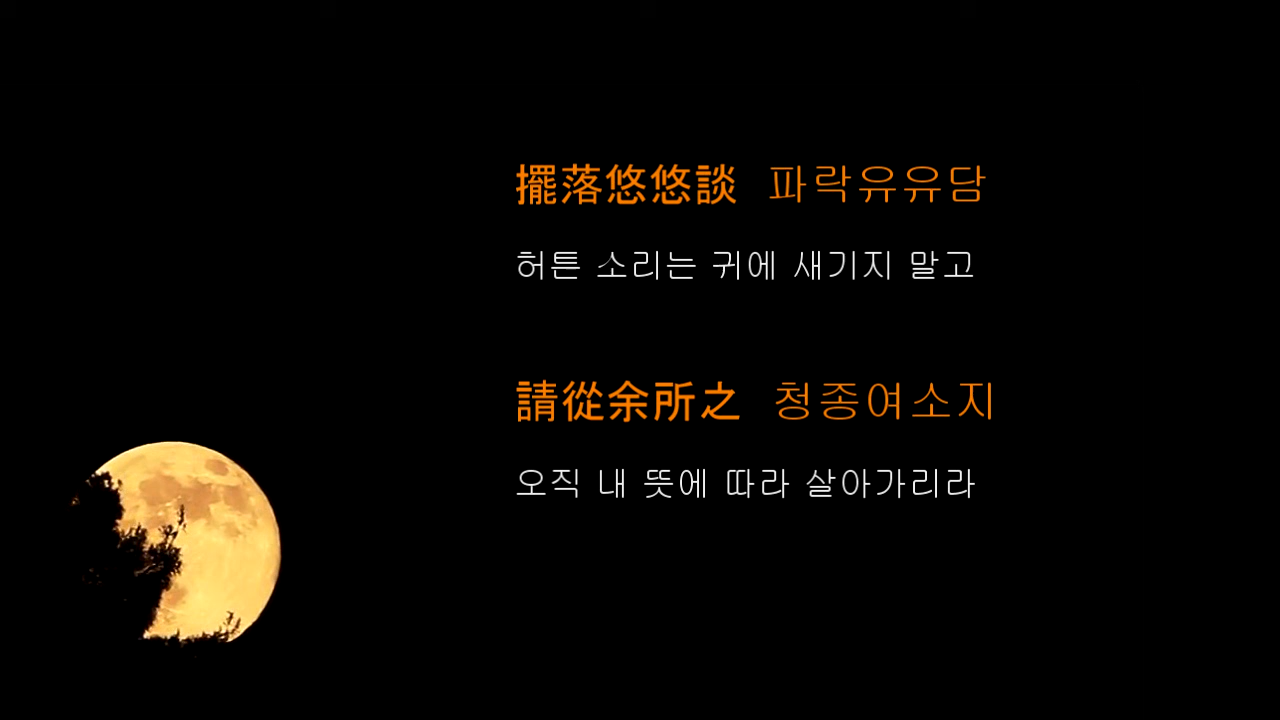 擺落悠悠談 파락유유담
허튼 소리는 귀에 새기지 말고
請從余所之 청종여소지
오직 내 뜻에 따라 살아가리라